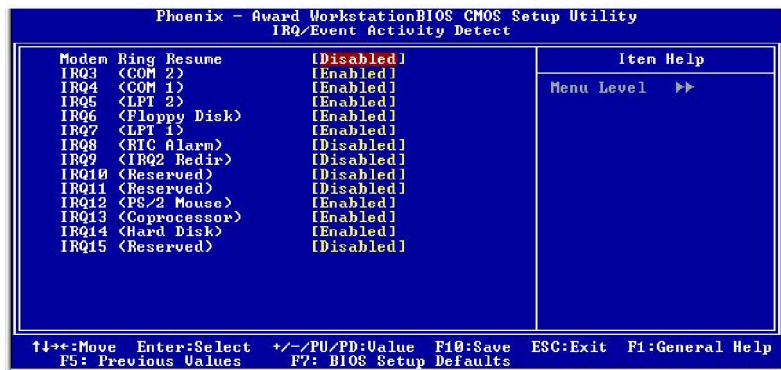 Phoenix - Award WorkstationBIOS CMOS Setup Utility
IRQ/Event Activity Detect
Modem Ring Resume [Disabled]
IRQ3 (COM 2) [Enabled]
IRQ4 (COM 1) [Enabled]
IRQ5 (LPT 2) [Enabled]
IRQ6 (Floppy Disk) [Enabled]
IRQ7 (LPT 1) [Enabled]
IRQ8 (RTC Alarm) [Disabled]
IRQ9 (IRQ2 Redir) [Disabled]
IRQ10 (Reserved) [Disabled]
IRQ11 (Reserved) [Disabled]
IRQ12 (PS/2 Mouse) [Enabled]
IRQ13 (Coprocessor) [Enabled]
IRQ14 (Hard Disk) [Enabled]
IRQ15 (Reserved) [Disabled]
Item Help
Menu Level ►►
↑↓→←:Move Enter:Select +/-/PU/PD:Value F10:Save ESC:Exit F1:General Help
F5: Previous Values F7: BIOS Setup Defaults